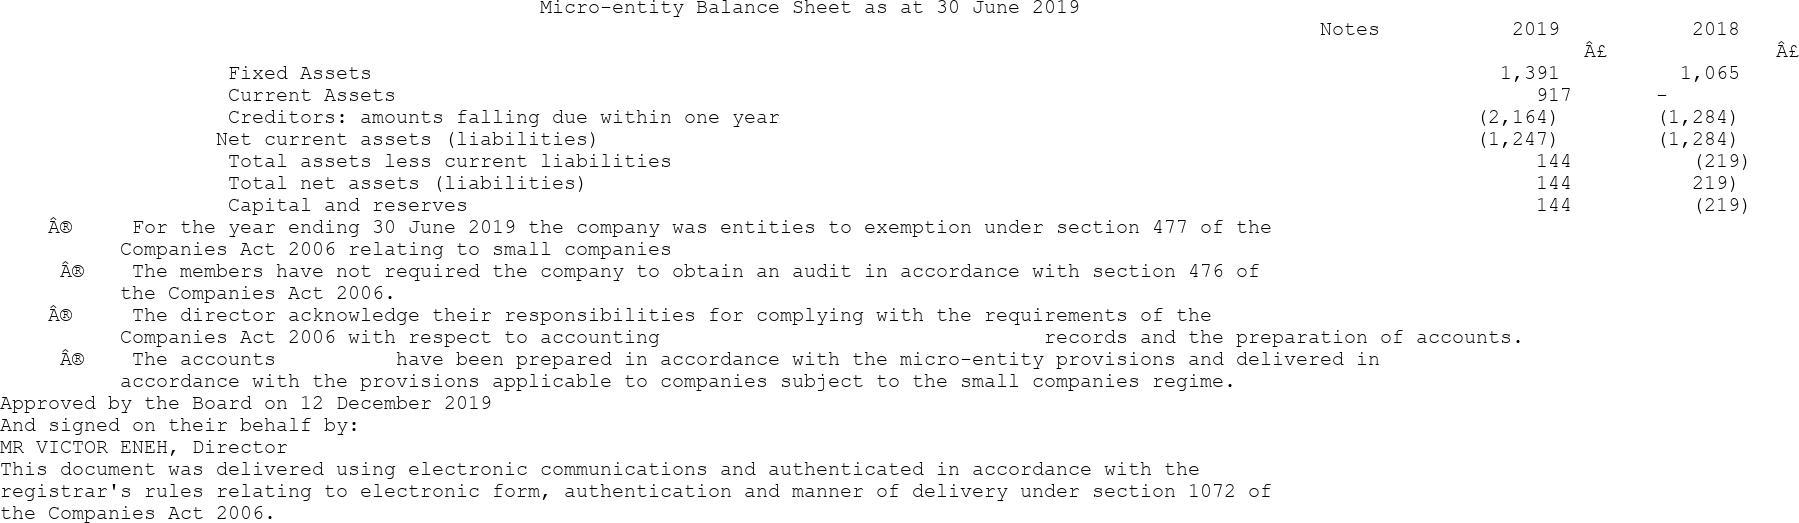 Micro-entity Balance Sheet as at 30 June 2019
Notes 2019 2018
Â£ Â£
Fixed Assets 1,391 1,065
Current Assets 917 -
Creditors: amounts falling due within one year (2,164) (1,284)
Net current assets (liabilities) (1,247) (1,284)
Total assets less current liabilities 144 (219)
Total net assets (liabilities) 144 219)
Capital and reserves 144 (219)
Â® For the year ending 30 June 2019 the company was entities to exemption under section 477 of the
Companies Act 2006 relating to small companies
Â® The members have not required the company to obtain an audit in accordance with section 476 of
the Companies Act 2006.
Â® The director acknowledge their responsibilities for complying with the requirements of the
Companies Act 2006 with respect to accounting records and the preparation of accounts.
Â® The accounts have been prepared in accordance with the micro-entity provisions and delivered in
accordance with the provisions applicable to companies subject to the small companies regime.
Approved by the Board on 12 December 2019
And signed on their behalf by:
MR VICTOR ENEH, Director
This document was delivered using electronic communications and authenticated in accordance with the
registrar's rules relating to electronic form, authentication and manner of delivery under section 1072 of
the Companies Act 2006.